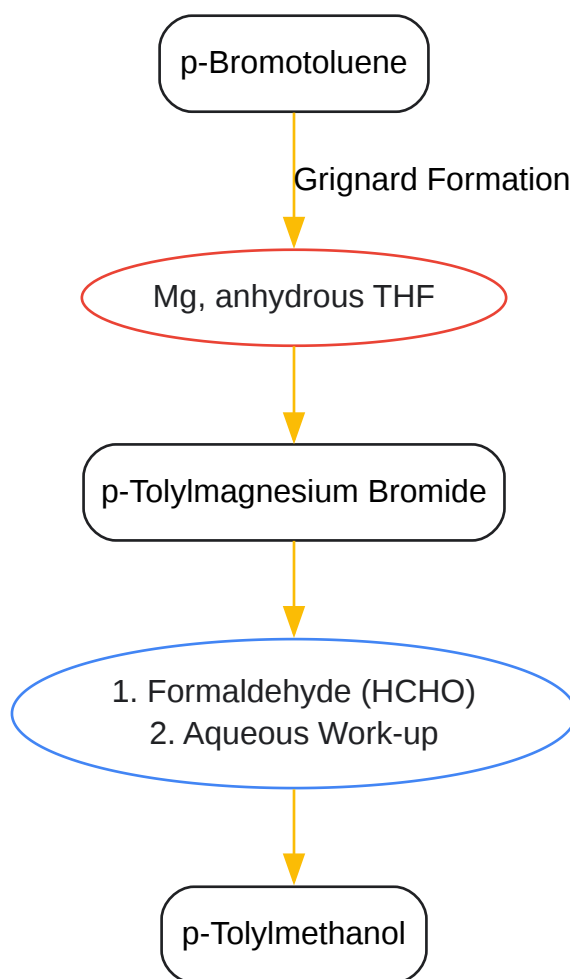 p-Bromotoluene
Grignard Formation
Mg, anhydrous THF
p-Tolylmagnesium Bromide
1. Formaldehyde (HCHO)
2. Aqueous Work-up
p-Tolylmethanol